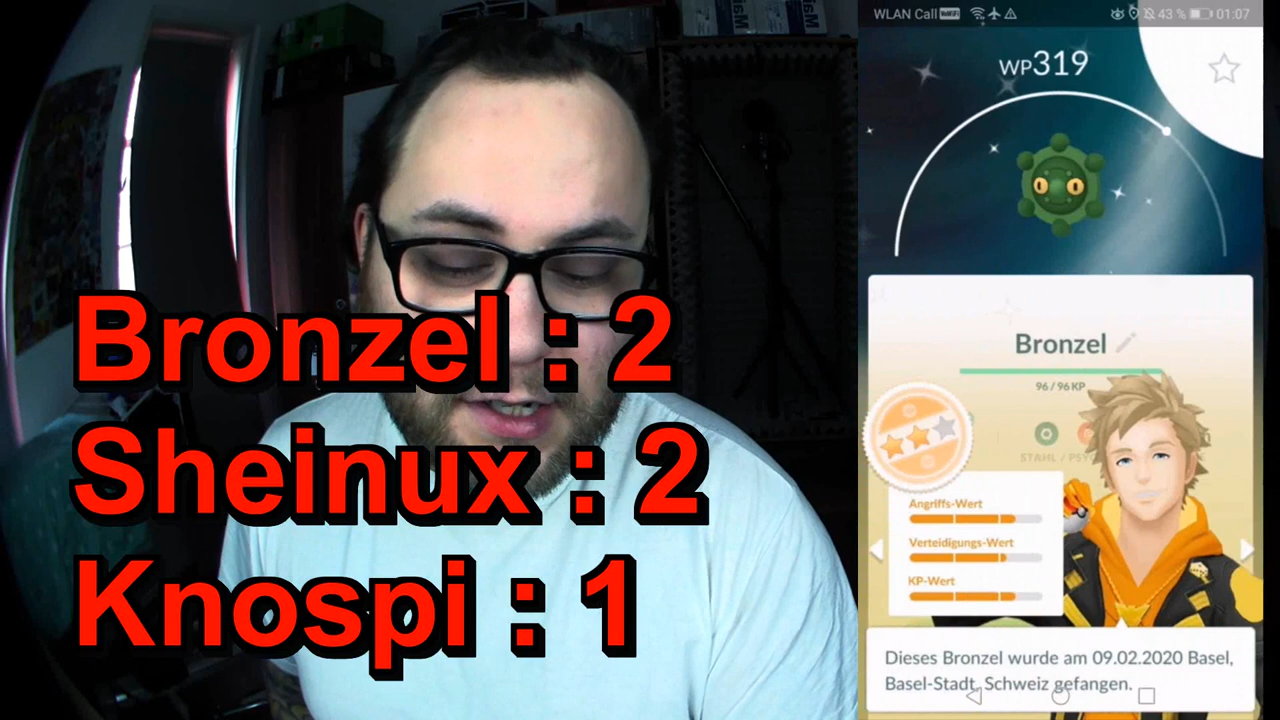 Bronzel : 2
Sheinux : 2
Knospi : 1
WLAN Call
43 % 01:07
WP319
Bronzel
96 / 96 KP
STAHL / PSY
Angriffs-Wert
Verteidigungs-Wert
KP-Wert
Dieses Bronzel wurde am 09.02.2020 Basel,
Basel-Stadt, Schweiz gefangen.